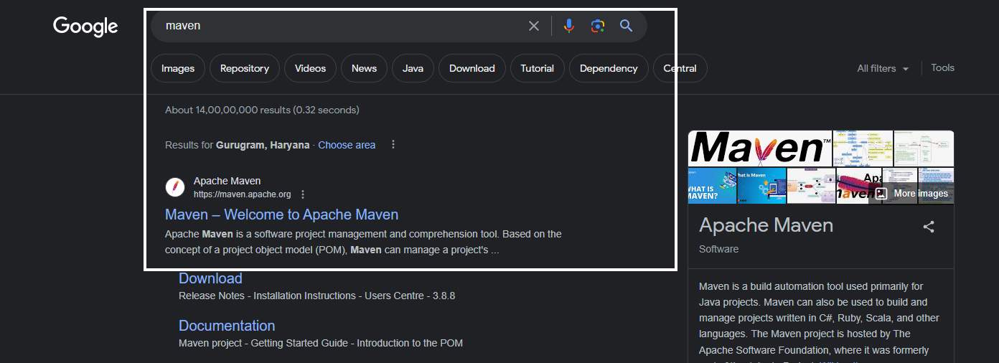 Google
maven
Images Repository Videos News Java Download Tutorial Dependency Central
All filters Tools
About 14,00,00,000 results (0.32 seconds)
Results for Gurugram, Haryana · Choose area
Apache Maven
https://maven.apache.org
Maven – Welcome to Apache Maven
Apache Maven is a software project management and comprehension tool. Based on the
concept of a project object model (POM), Maven can manage a project's ...
Download
Release Notes - Installation Instructions - Users Centre - 3.8.8
Documentation
Maven project - Getting Started Guide - Introduction to the POM
Maven™
WHAT IS
MAVEN?
What is Maven
Apa
maven
More images
Apache Maven
Software
Maven is a build automation tool used primarily for
Java projects. Maven can also be used to build and
manage projects written in C#, Ruby, Scala, and other
languages. The Maven project is hosted by The
Apache Software Foundation, where it was formerly